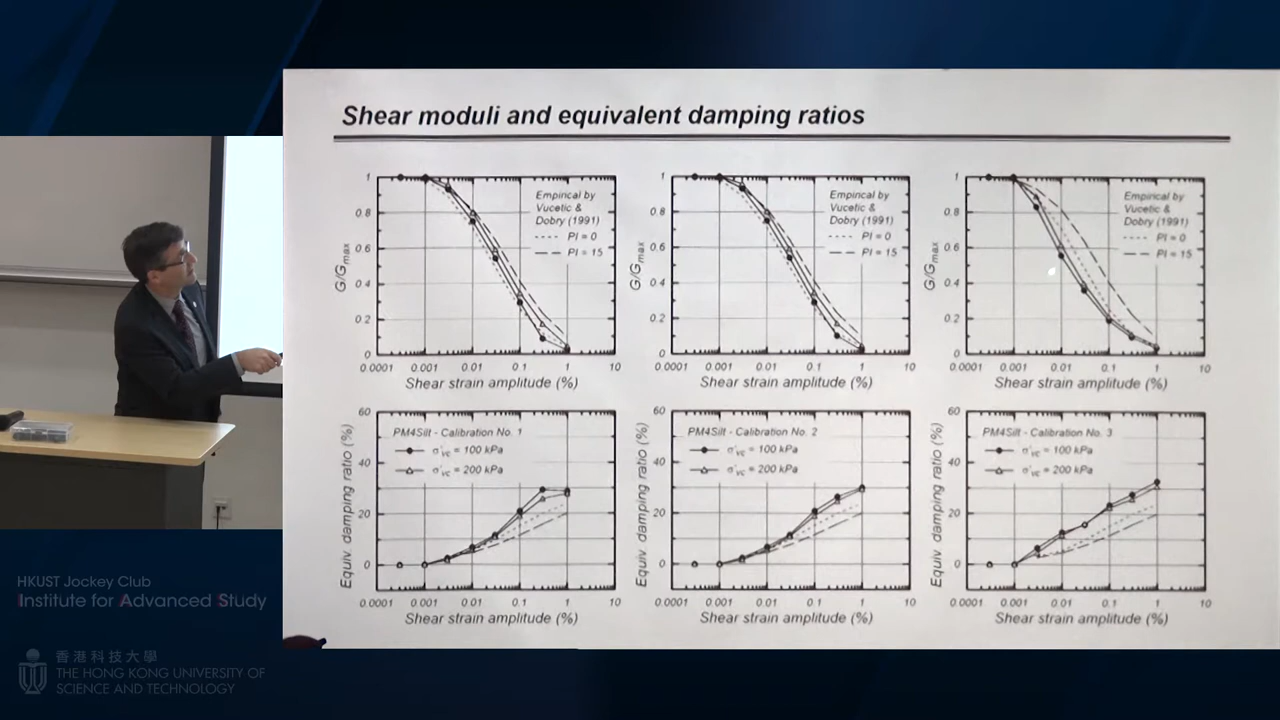 Shear moduli and equivalent damping ratios
1
0.8
0.6
0.4
0.2
0
G/Gmax
Empirical by
Vucetic &
Dobry (1991)
PI = 0
PI = 15
0.0001 0.001 0.01 0.1 1 10
Shear strain amplitude (%)
1
0.8
0.6
0.4
0.2
0
G/Gmax
Empirical by
Vucetic &
Dobry (1991)
PI = 0
PI = 15
0.0001 0.001 0.01 0.1 1 10
Shear strain amplitude (%)
1
0.8
0.6
0.4
0.2
0
G/Gmax
Empirical by
Vucetic &
Dobry (1991)
PI = 0
PI = 15
0.0001 0.001 0.01 0.1 1 10
Shear strain amplitude (%)
60
40
20
0
Equiv. damping ratio (%)
PM4Silt - Calibration No. 1
σ'vc = 100 kPa
σ'vc = 200 kPa
0.0001 0.001 0.01 0.1 1 10
Shear strain amplitude (%)
60
40
20
0
Equiv. damping ratio (%)
PM4Silt - Calibration No. 2
σ'vc = 100 kPa
σ'vc = 200 kPa
0.0001 0.001 0.01 0.1 1 10
Shear strain amplitude (%)
60
40
20
0
Equiv. damping ratio (%)
PM4Silt - Calibration No. 3
σ'vc = 100 kPa
σ'vc = 200 kPa
0.0001 0.001 0.01 0.1 1 10
Shear strain amplitude (%)
HKUST Jockey Club
Institute for Advanced Study
香港科技大學
THE HONG KONG UNIVERSITY OF
SCIENCE AND TECHNOLOGY